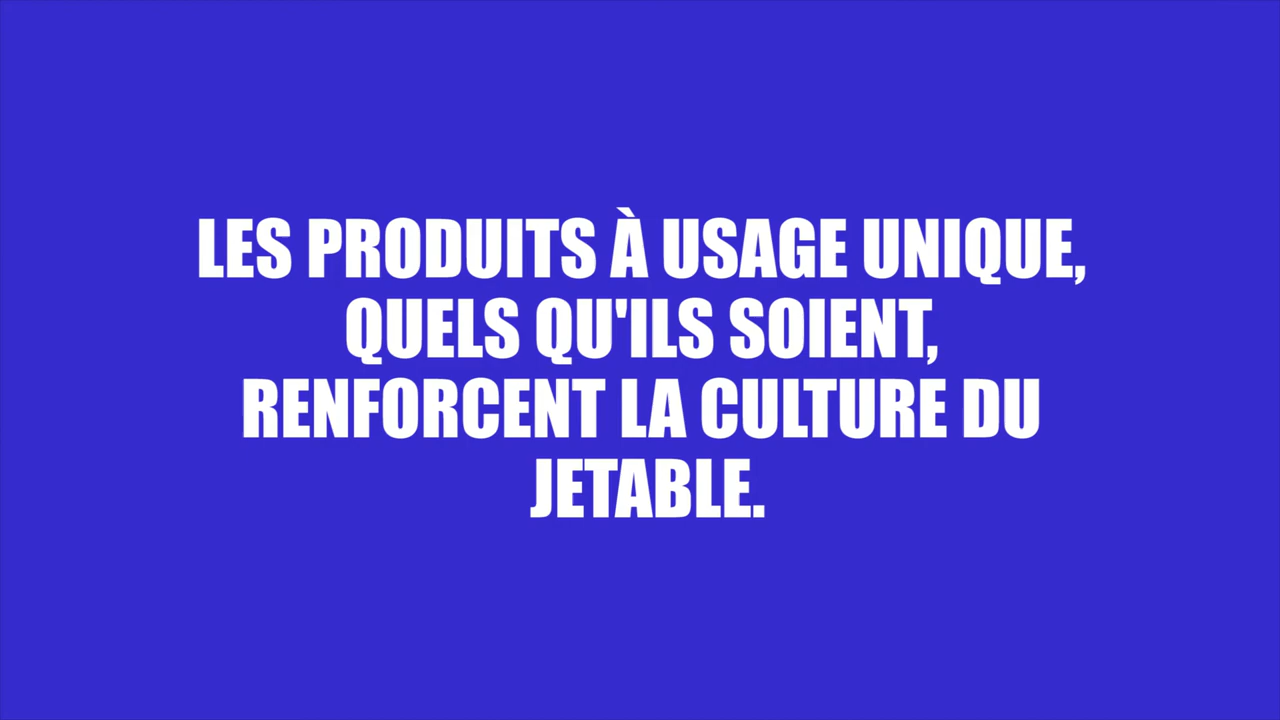 LES PRODUITS À USAGE UNIQUE,
QUELS QU'ILS SOIENT,
RENFORCENT LA CULTURE DU
JETABLE.